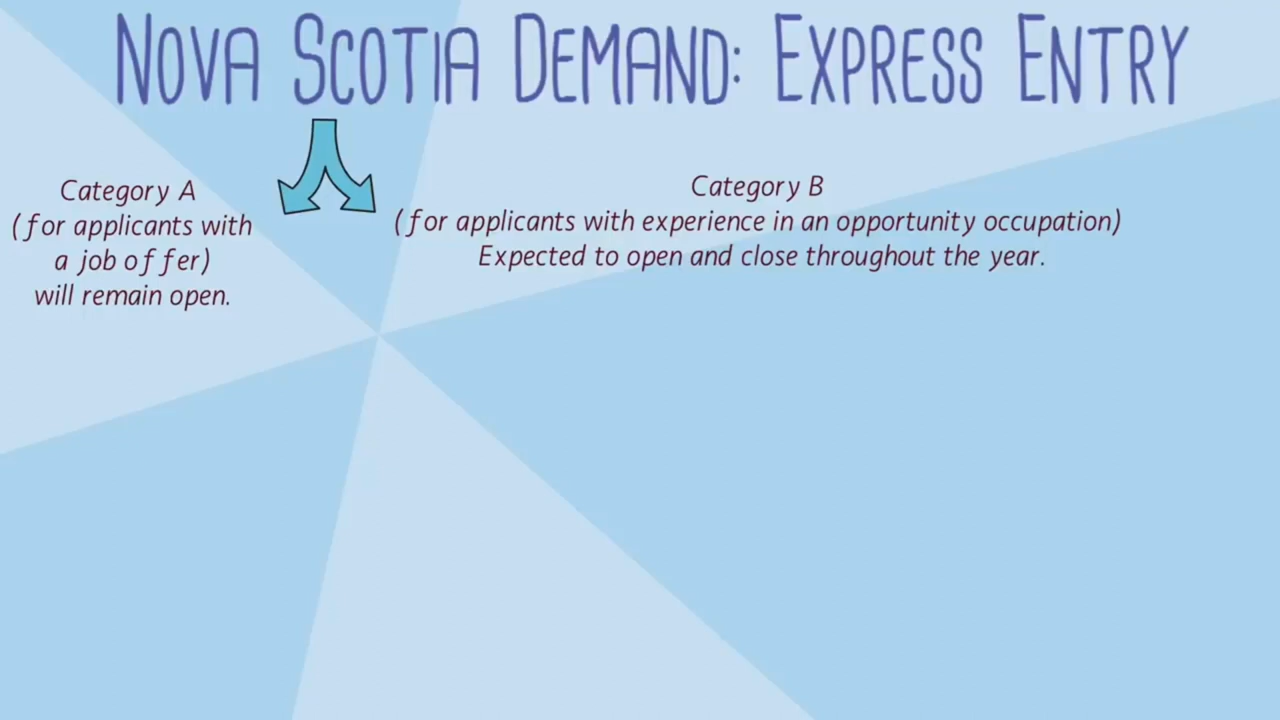 NOVA SCOTIA DEMAND: EXPRESS ENTRY
Category A
(for applicants with
a job offer)
will remain open.
Category B
(for applicants with experience in an opportunity occupation)
Expected to open and close throughout the year.